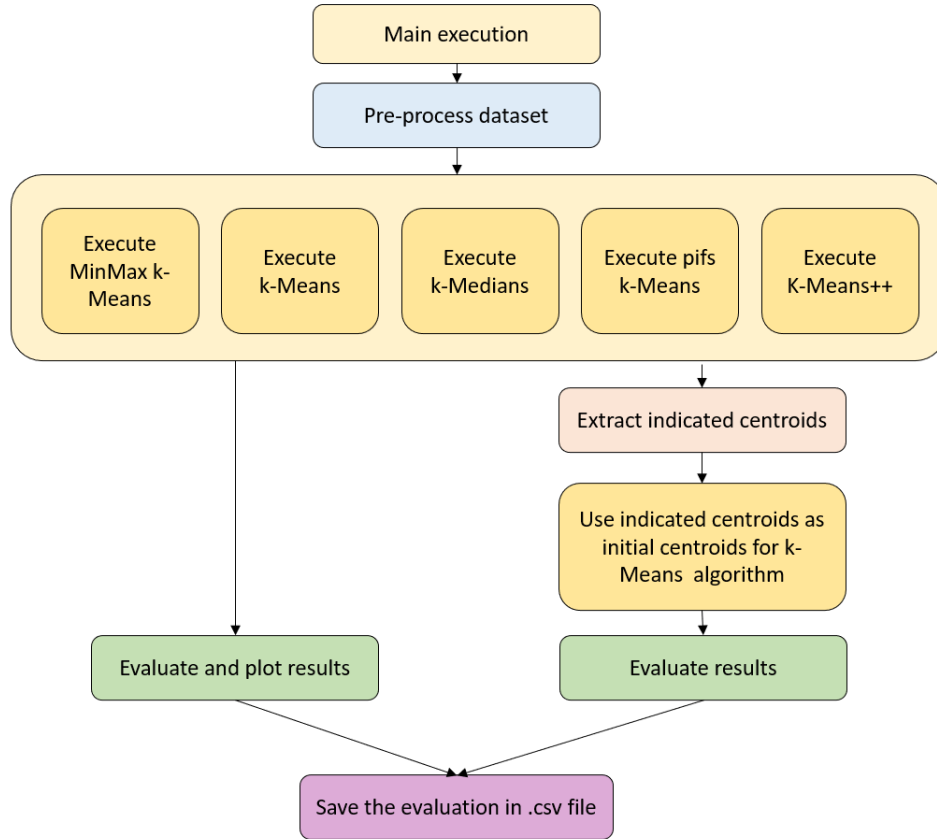 Main execution
Pre-process dataset
Execute
MinMax k-
Means
Execute
k-Means
Execute
k-Medians
Execute pifs
k-Means
Execute
K-Means++
Extract indicated centroids
Use indicated centroids as
initial centroids for k-
Means algorithm
Evaluate and plot results
Evaluate results
Save the evaluation in .csv file